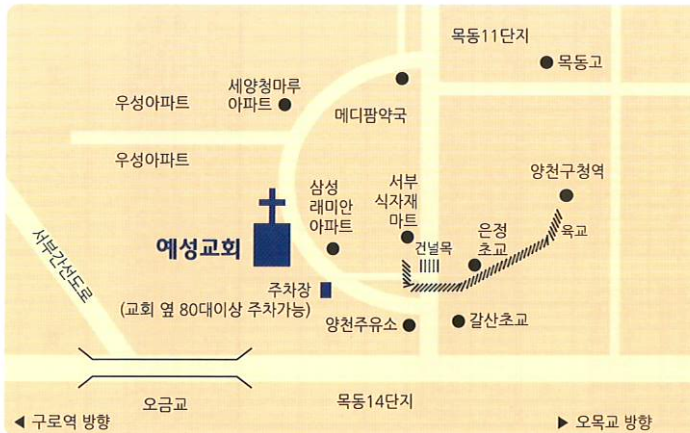 목동11단지
목동고
세양청마루
아파트
우성아파트
메디팜약국
우성아파트
양천구청역
삼성
래미안
아파트
서부
식자재
마트
은정
초교
육교
건널목
서부간선도로
예성교회
주차장
(교회 옆 80대이상 주차가능)
양천주유소
갈산초교
오금교
목동14단지
◀ 구로역 방향
▶ 오목교 방향